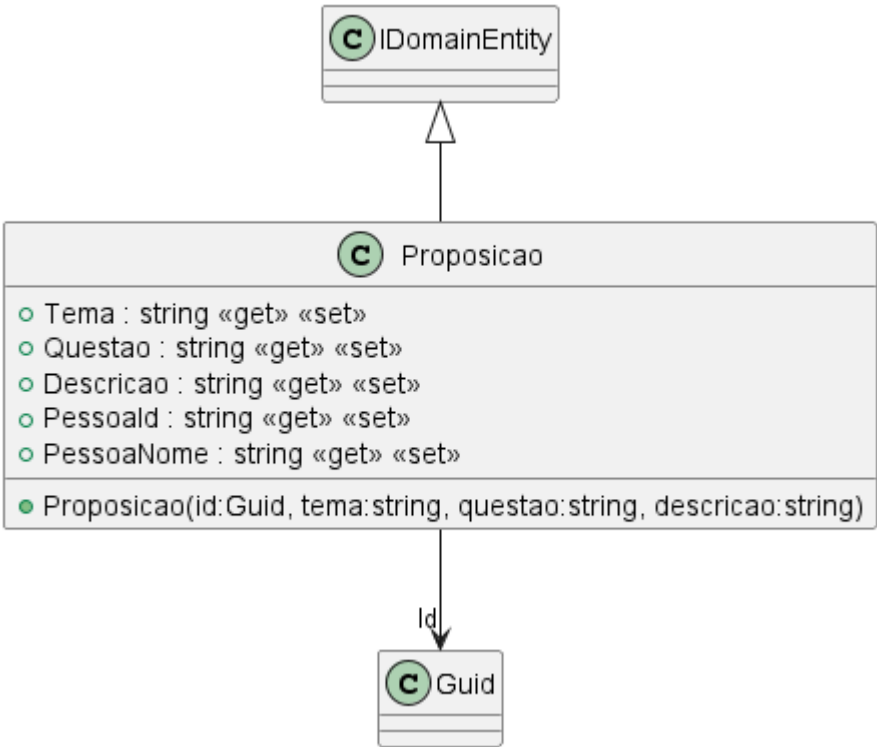 C IDomainEntity
C Proposicao
Tema : string «get» «set»
Questao : string «get» «set»
Descricao : string «get» «set»
PessoaId : string «get» «set»
PessoaNome : string «get» «set»
Proposicao(id:Guid, tema:string, questao:string, descricao:string)
Id
C Guid